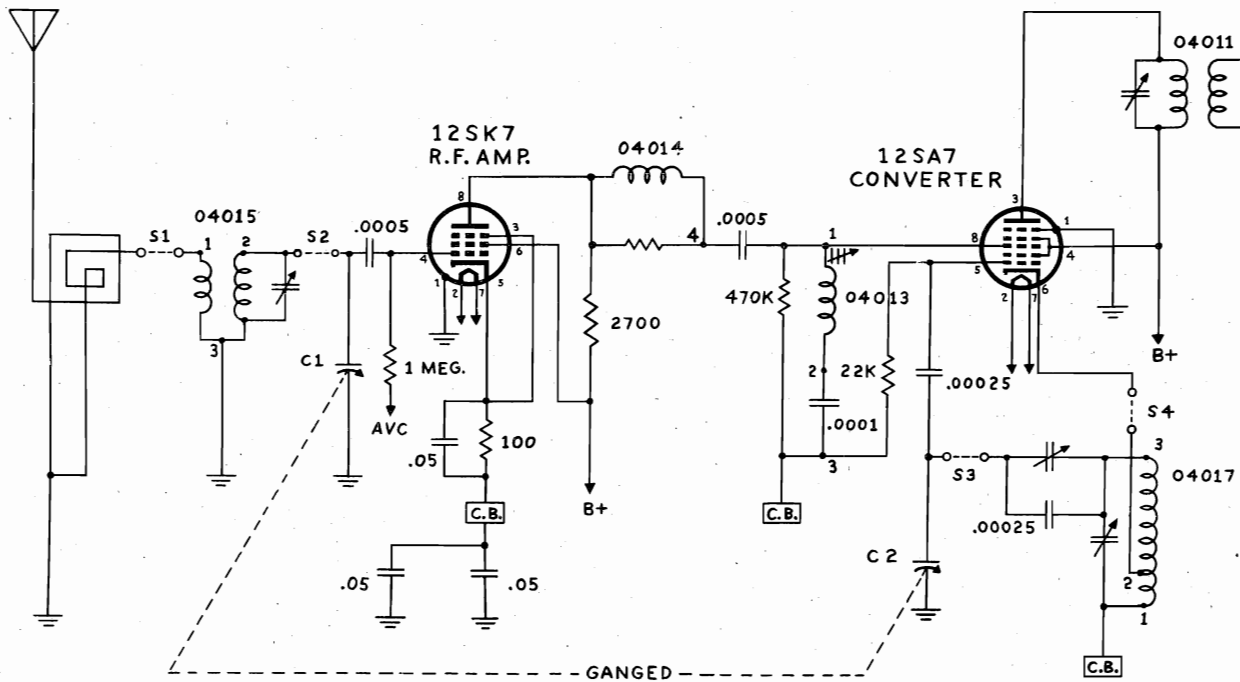 04011
12SK7
R.F. AMP.
04014
12SA7
CONVERTER
8
3
6
4
1
2
7
5
.0005
4
.0005
1
3
1
4
8
5
2
7
6
S1
04015
1
2
S2
3
C1
1 MEG.
AVC
2700
470K
04013
2
22K
.0001
3
.00025
B+
S4
.05
100
C.B.
B+
C.B.
S3
3
04017
.00025
2
1
.05
.05
C2
C.B.
GANGED